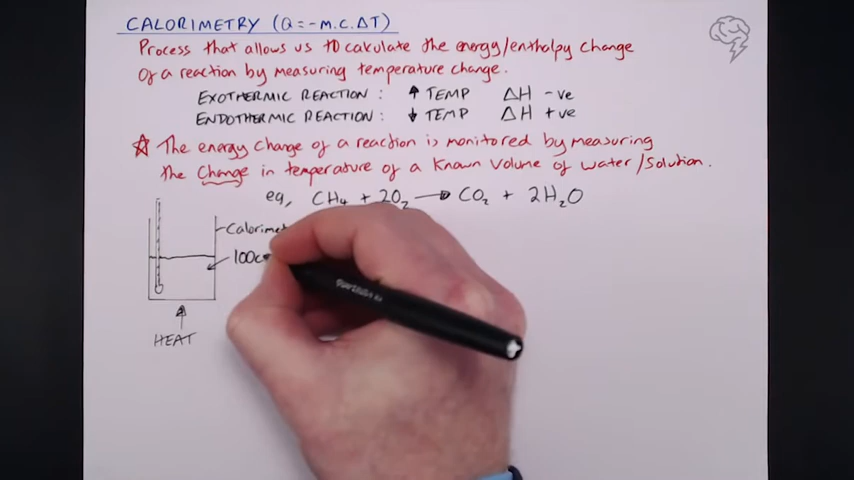 CALORIMETRY (Q = -M.C.ΔT)
Process that allows us to calculate the energy/enthalpy change
of a reaction by measuring temperature change.
EXOTHERMIC REACTION : ↑ TEMP ΔH -ve
ENDOTHERMIC REACTION : ↓ TEMP ΔH +ve
☆ The energy change of a reaction is monitored by measuring
the Change in temperature of a Known Volume of water/Solution.
eg, CH₄ + 2O₂ → CO₂ + 2H₂O
HEAT